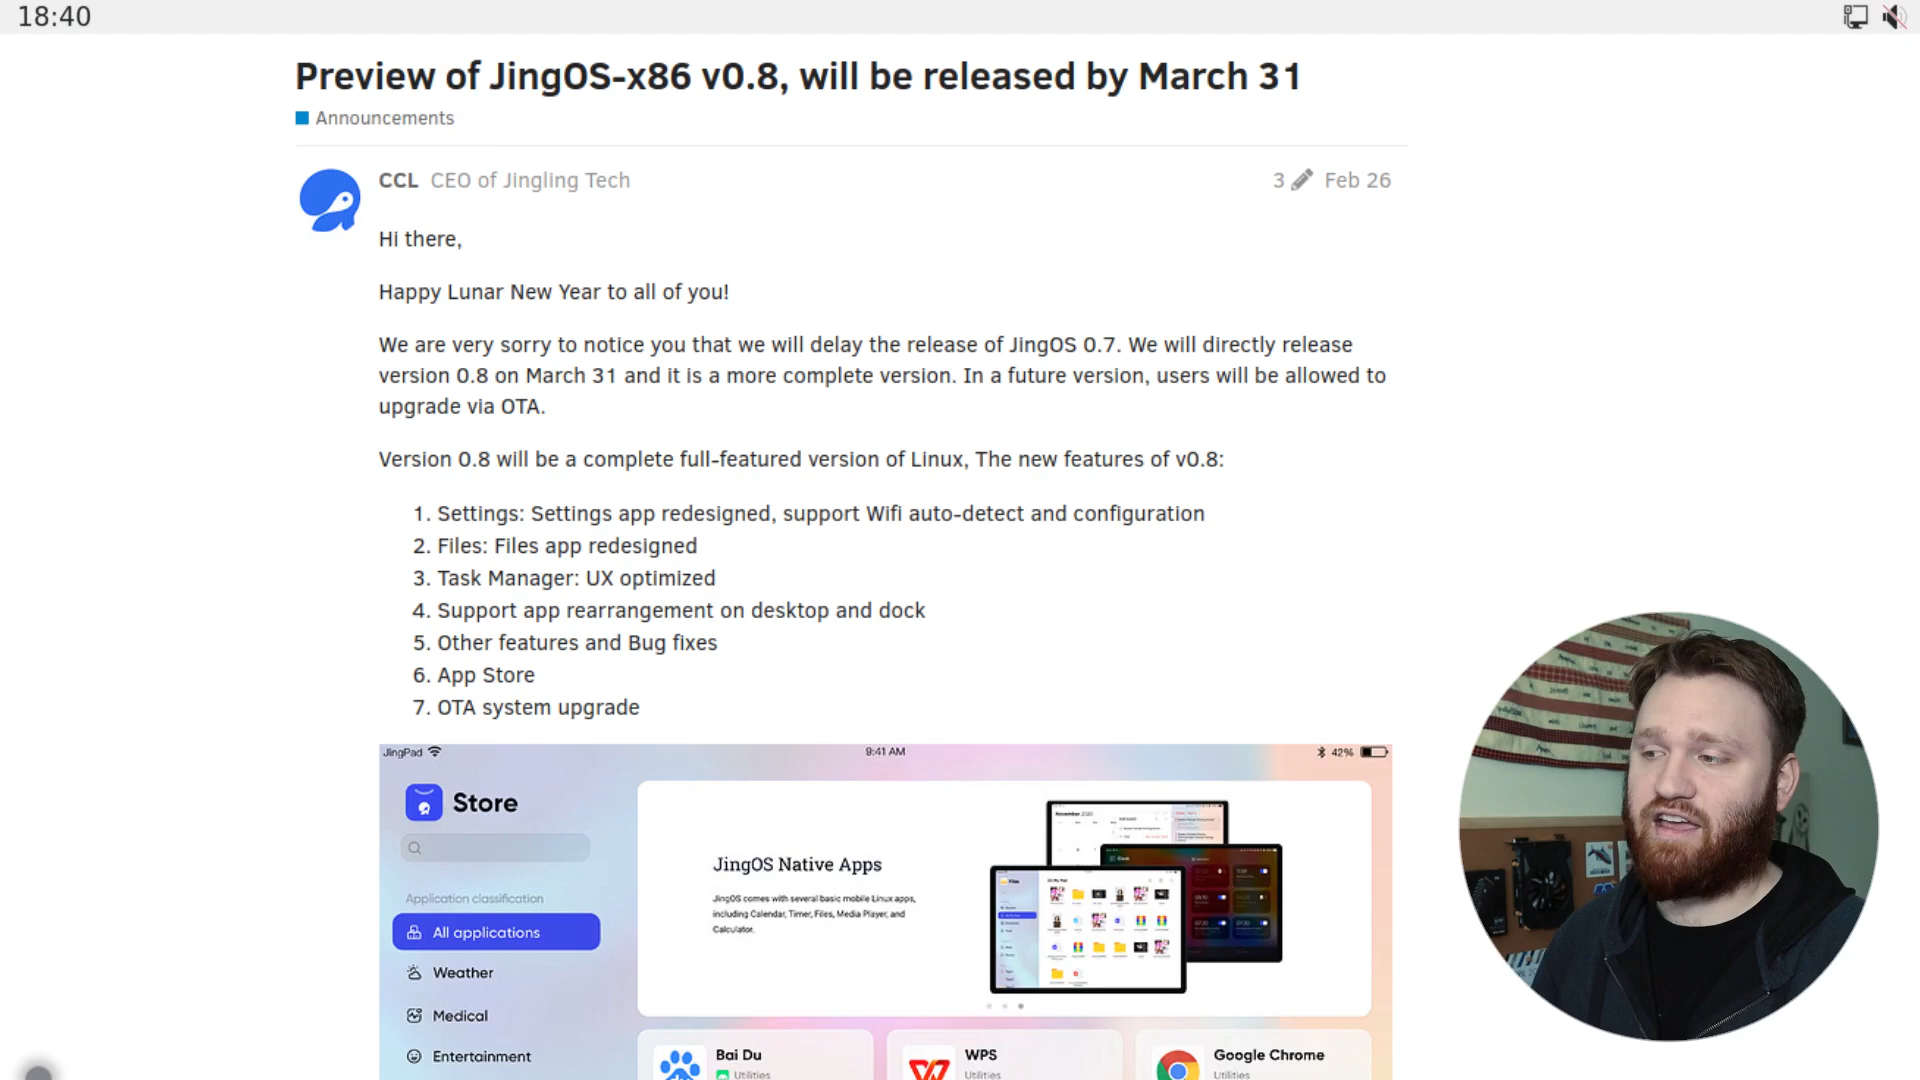 18:40
Preview of JingOS-x86 v0.8, will be released by March 31
Announcements
CCL CEO of Jingling Tech
3 Feb 26
Hi there,
Happy Lunar New Year to all of you!
We are very sorry to notice you that we will delay the release of JingOS 0.7. We will directly release
version 0.8 on March 31 and it is a more complete version. In a future version, users will be allowed to
upgrade via OTA.
Version 0.8 will be a complete full-featured version of Linux, The new features of v0.8:
1. Settings: Settings app redesigned, support Wifi auto-detect and configuration
2. Files: Files app redesigned
3. Task Manager: UX optimized
4. Support app rearrangement on desktop and dock
5. Other features and Bug fixes
6. App Store
7. OTA system upgrade
JingPad
9:41 AM
42%
Store
Application classification
All applications
Weather
Medical
Entertainment
JingOS Native Apps
JingOS comes with several basic mobile Linux apps,
including Calendar, Timer, Files, Media Player, and
Calculator.
Bai Du
Utilities
WPS
Utilities
Google Chrome
Utilities